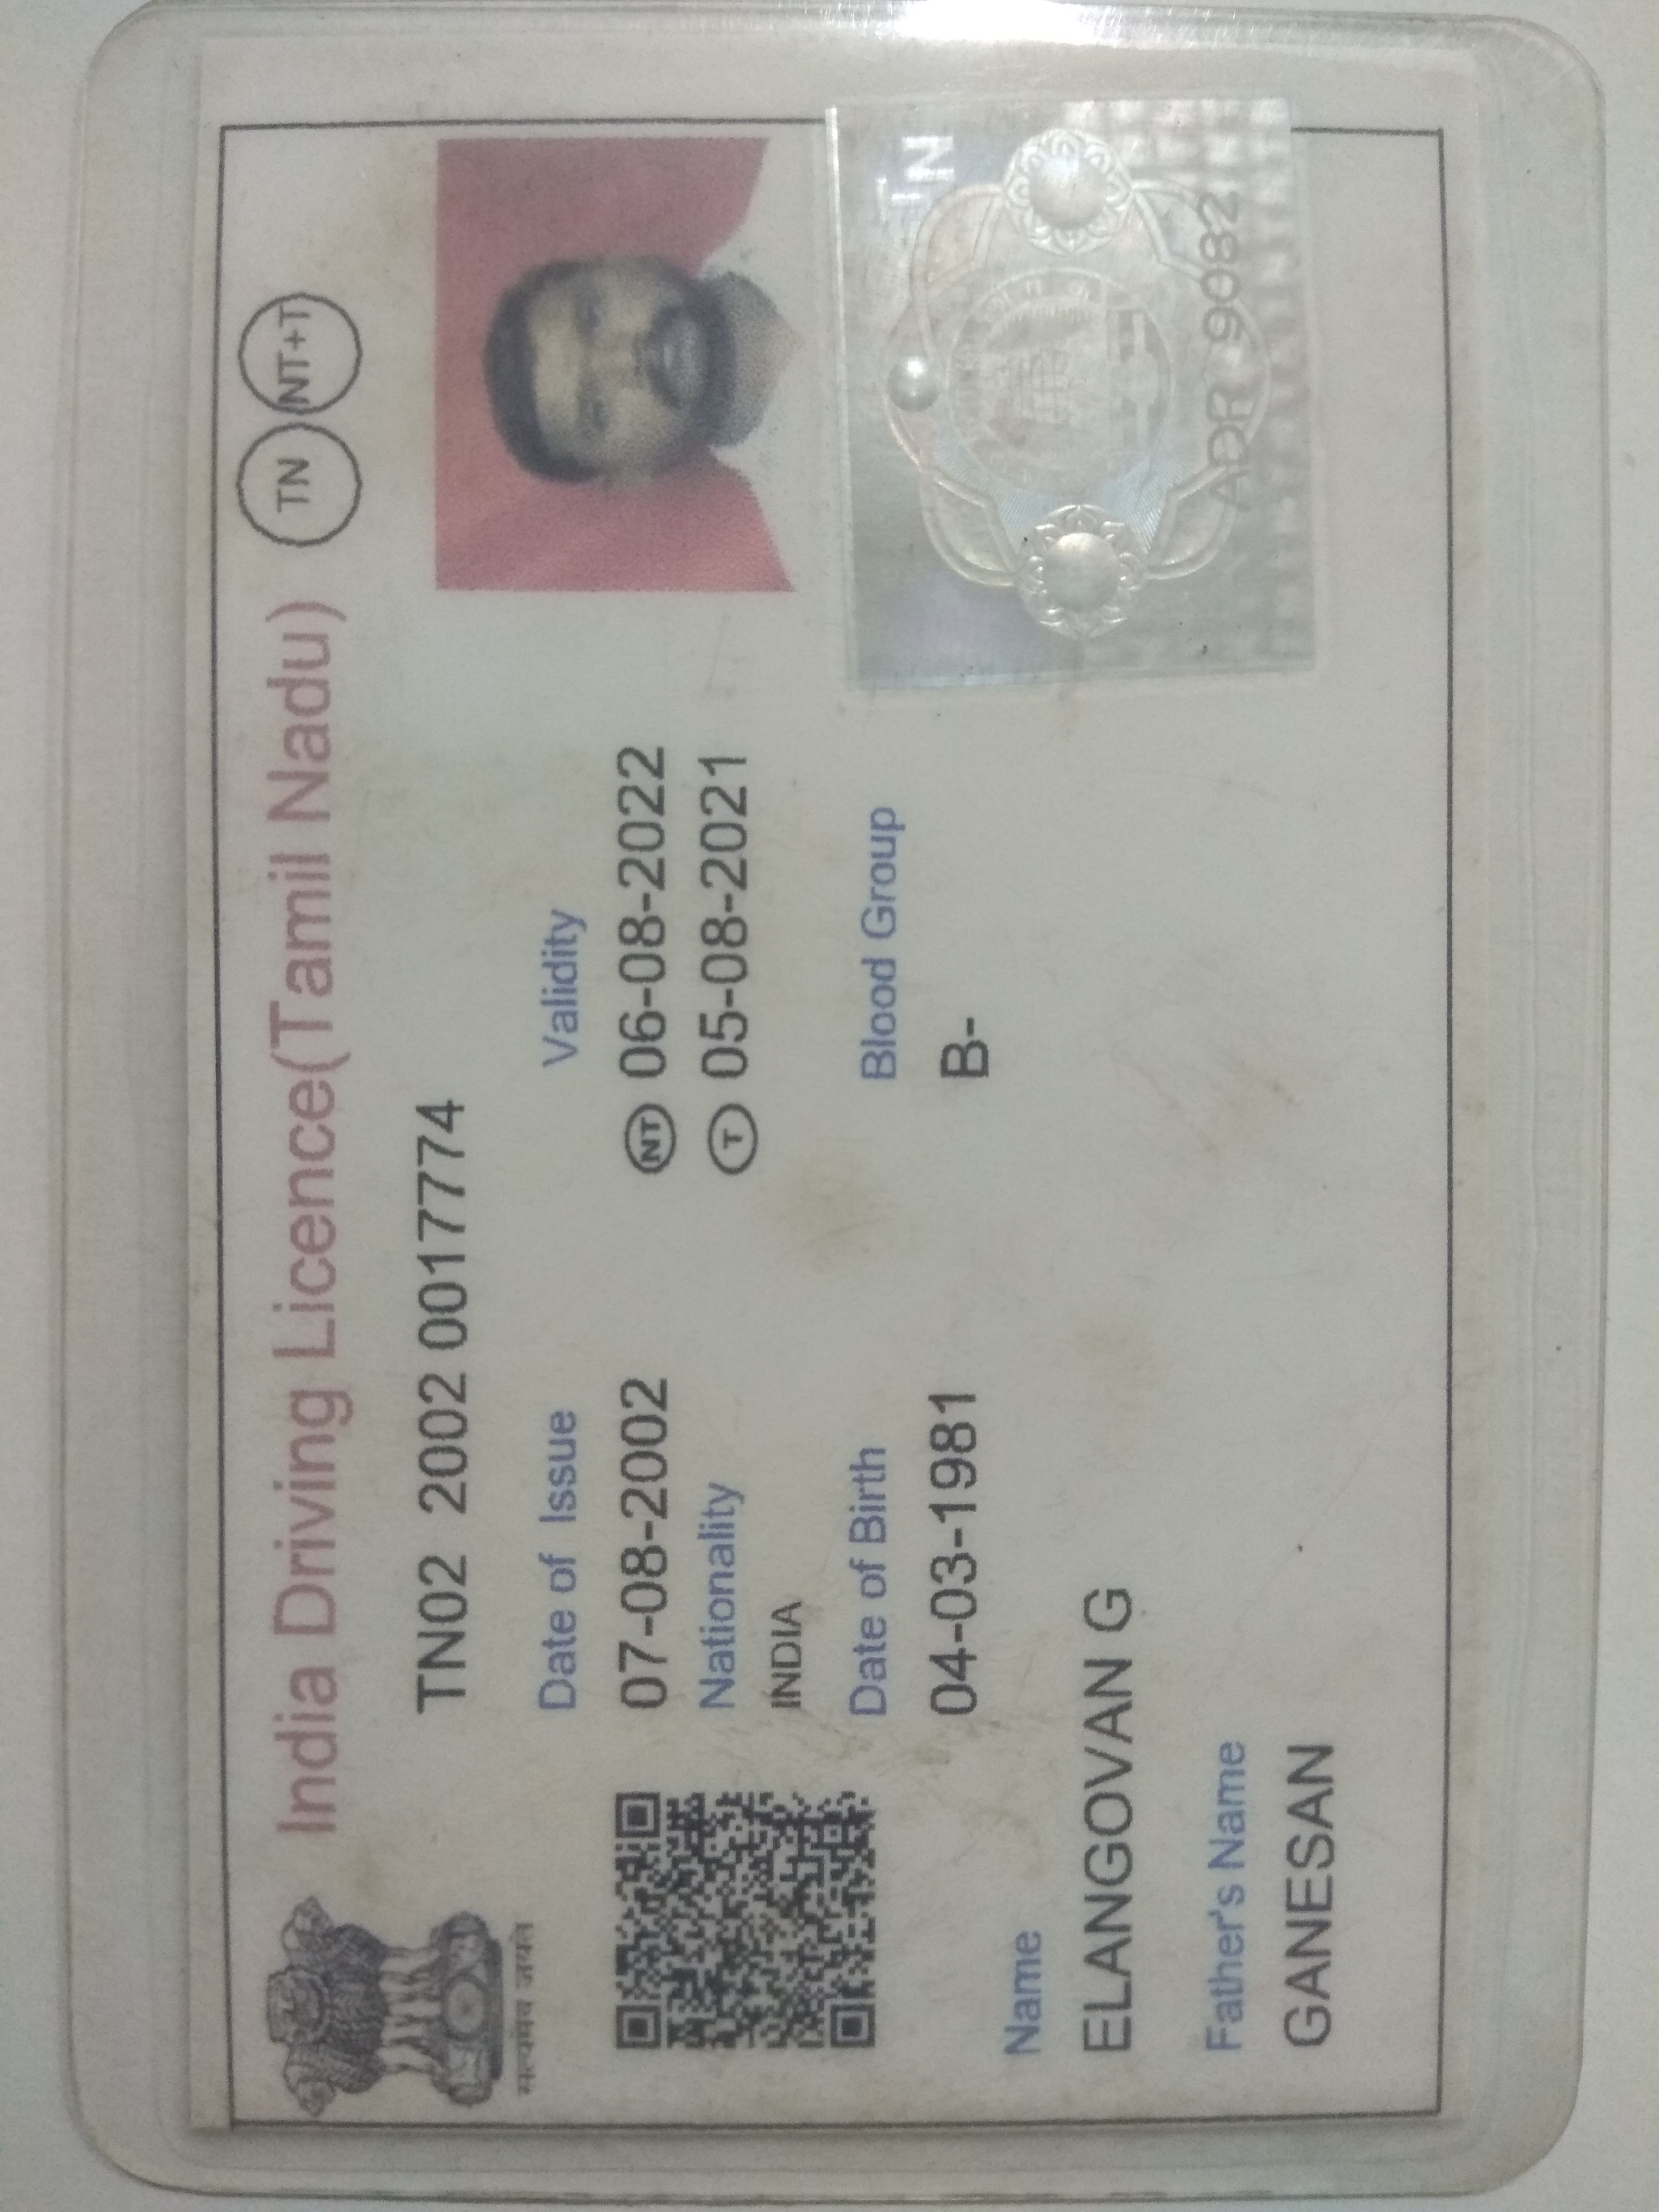 India Driving Licence(Tamil Nadu) TN NT+T
सत्यमेव जयते
TN02 2002 0017774
Date of Issue Validity
07-08-2002 NT 06-08-2022
Nationality T 05-08-2021
INDIA
Date of Birth Blood Group
04-03-1981 B-
Name
ELANGOVAN G
Father's Name
GANESAN
TN
ADR 9082